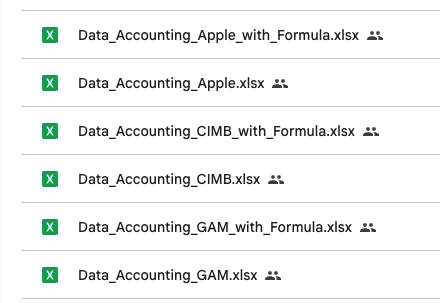 Data_Accounting_Apple_with_Formula.xlsx
Data_Accounting_Apple.xlsx
Data_Accounting_CIMB_with_Formula.xlsx
Data_Accounting_CIMB.xlsx
Data_Accounting_GAM_with_Formula.xlsx
Data_Accounting_GAM.xlsx